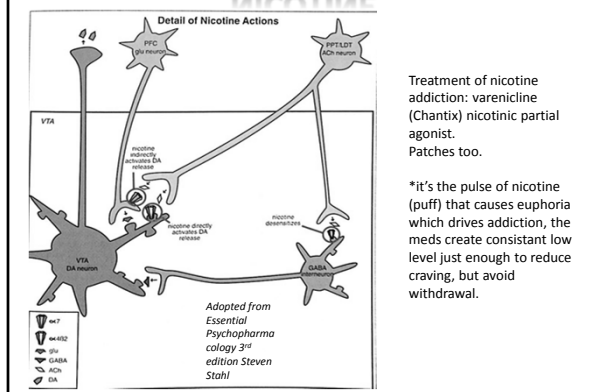 NICOTINE
Detail of Nicotine Actions
PFC
glu neuron
PPT/LDT
ACh neuron
VTA
nicotine
indirectly
activates DA
release
nicotine directly
activates DA
release
nicotine
desensitizes
VTA
DA neuron
GABA
interneuron
α7
α4β2
glu
GABA
ACh
DA
Adopted from
Essential
Psychopharma
cology 3rd
edition Steven
Stahl
Treatment of nicotine
addiction: varenicline
(Chantix) nicotinic partial
agonist.
Patches too.
*it’s the pulse of nicotine
(puff) that causes euphoria
which drives addiction, the
meds create consistant low
level just enough to reduce
craving, but avoid
withdrawal.